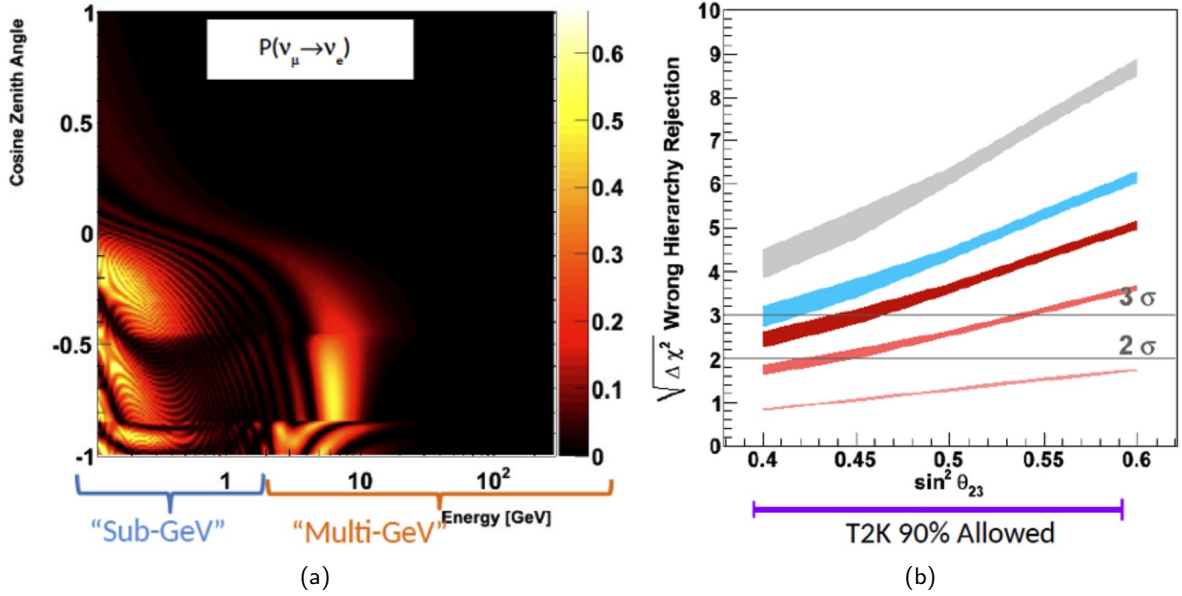 P(ν_μ→ν_e)
Cosine Zenith Angle
1
0.5
0
-0.5
-1
1
10
10²
Energy [GeV]
0.6
0.5
0.4
0.3
0.2
0.1
0
“Sub-GeV”
“Multi-GeV”
(a)
√Δχ² Wrong Hierarchy Rejection
10
9
8
7
6
5
4
3
2
1
0
3 σ
2 σ
0.4
0.45
0.5
0.55
0.6
sin² θ₂₃
T2K 90% Allowed
(b)